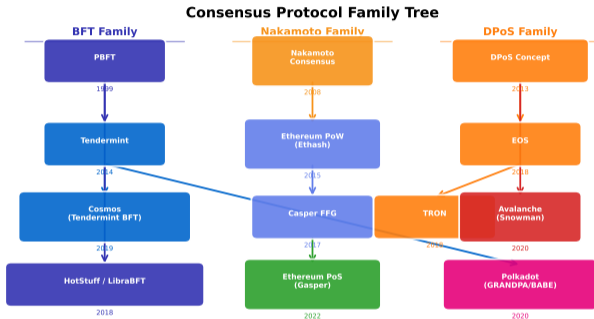 Consensus Protocol Family Tree
BFT Family
Nakamoto Family
DPoS Family
PBFT
1999
Nakamoto
Consensus
2008
DPoS Concept
2013
Tendermint
2014
Ethereum PoW
(Ethash)
2015
EOS
2018
Cosmos
(Tendermint BFT)
2019
Casper FFG
2017
TRON
Avalanche
(Snowman)
2020
HotStuff / LibraBFT
2018
Ethereum PoS
(Gasper)
2022
Polkadot
(GRANDPA/BABE)
2020